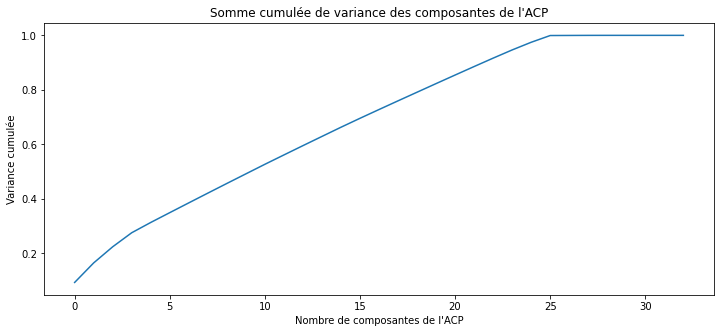 Somme cumulée de variance des composantes de l'ACP
Variance cumulée
1.0
0.8
0.6
0.4
0.2
0 5 10 15 20 25 30
Nombre de composantes de l'ACP